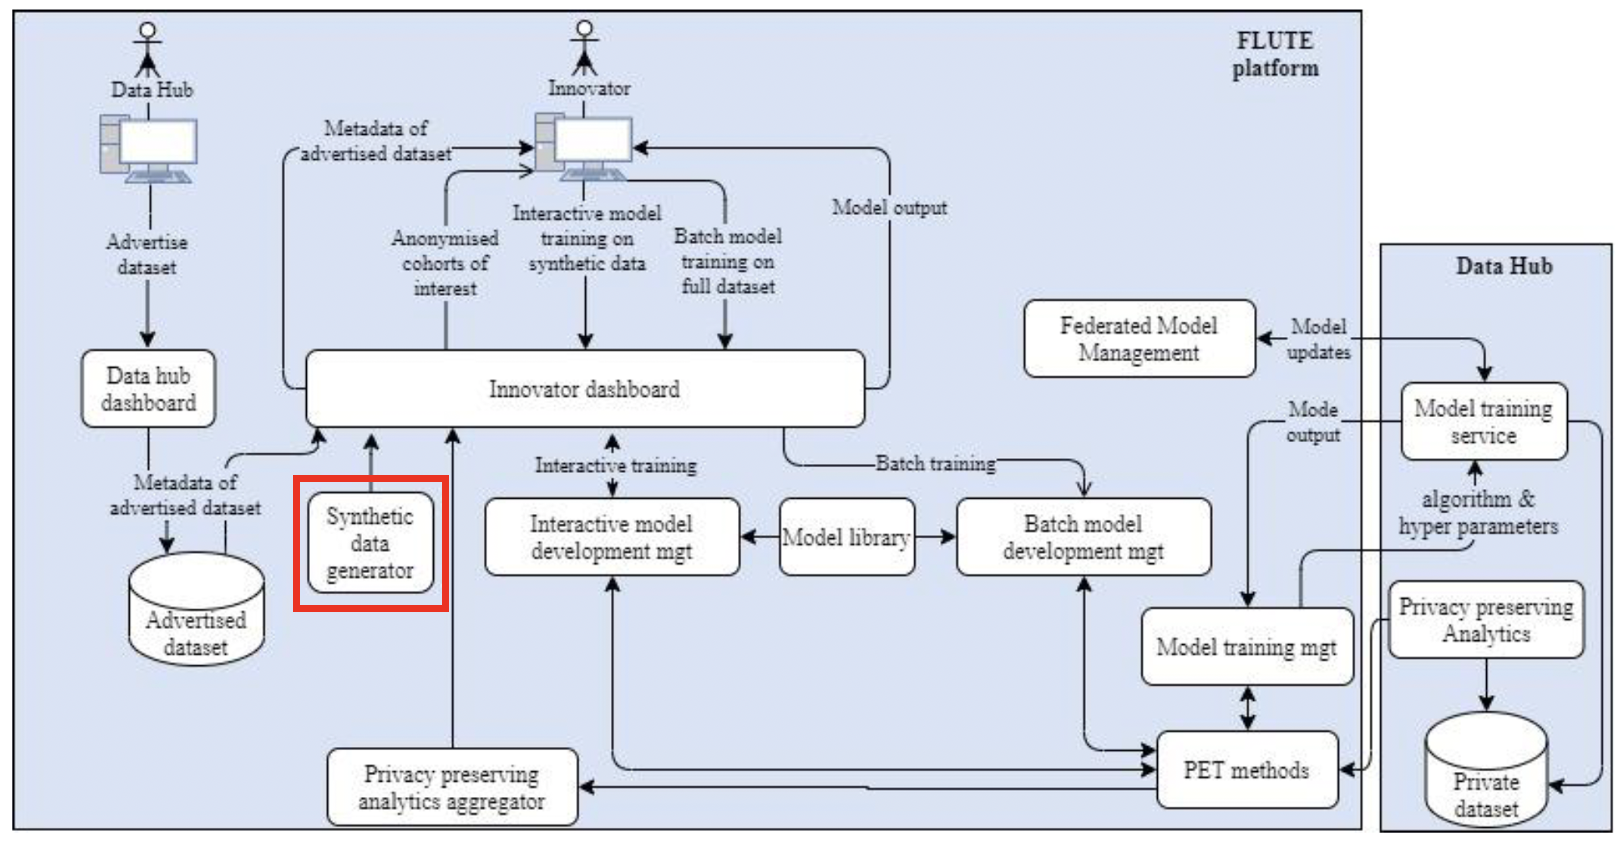 FLUTE
platform
Data Hub
Innovator
Metadata of
advertised dataset
Model output
Advertise
dataset
Anonymised
cohorts of
interest
Interactive model
training on
synthetic data
Batch model
training on
full dataset
Data Hub
Data hub
dashboard
Innovator dashboard
Federated Model
Management
Model
updates
Model training
service
Mode
output
Metadata of
advertised dataset
Interactive training
Batch training
algorithm &
hyper parameters
Synthetic
data
generator
Interactive model
development mgt
Model library
Batch model
development mgt
Advertised
dataset
Model training mgt
Privacy preserving
Analytics
Privacy preserving
analytics aggregator
PET methods
Private
dataset